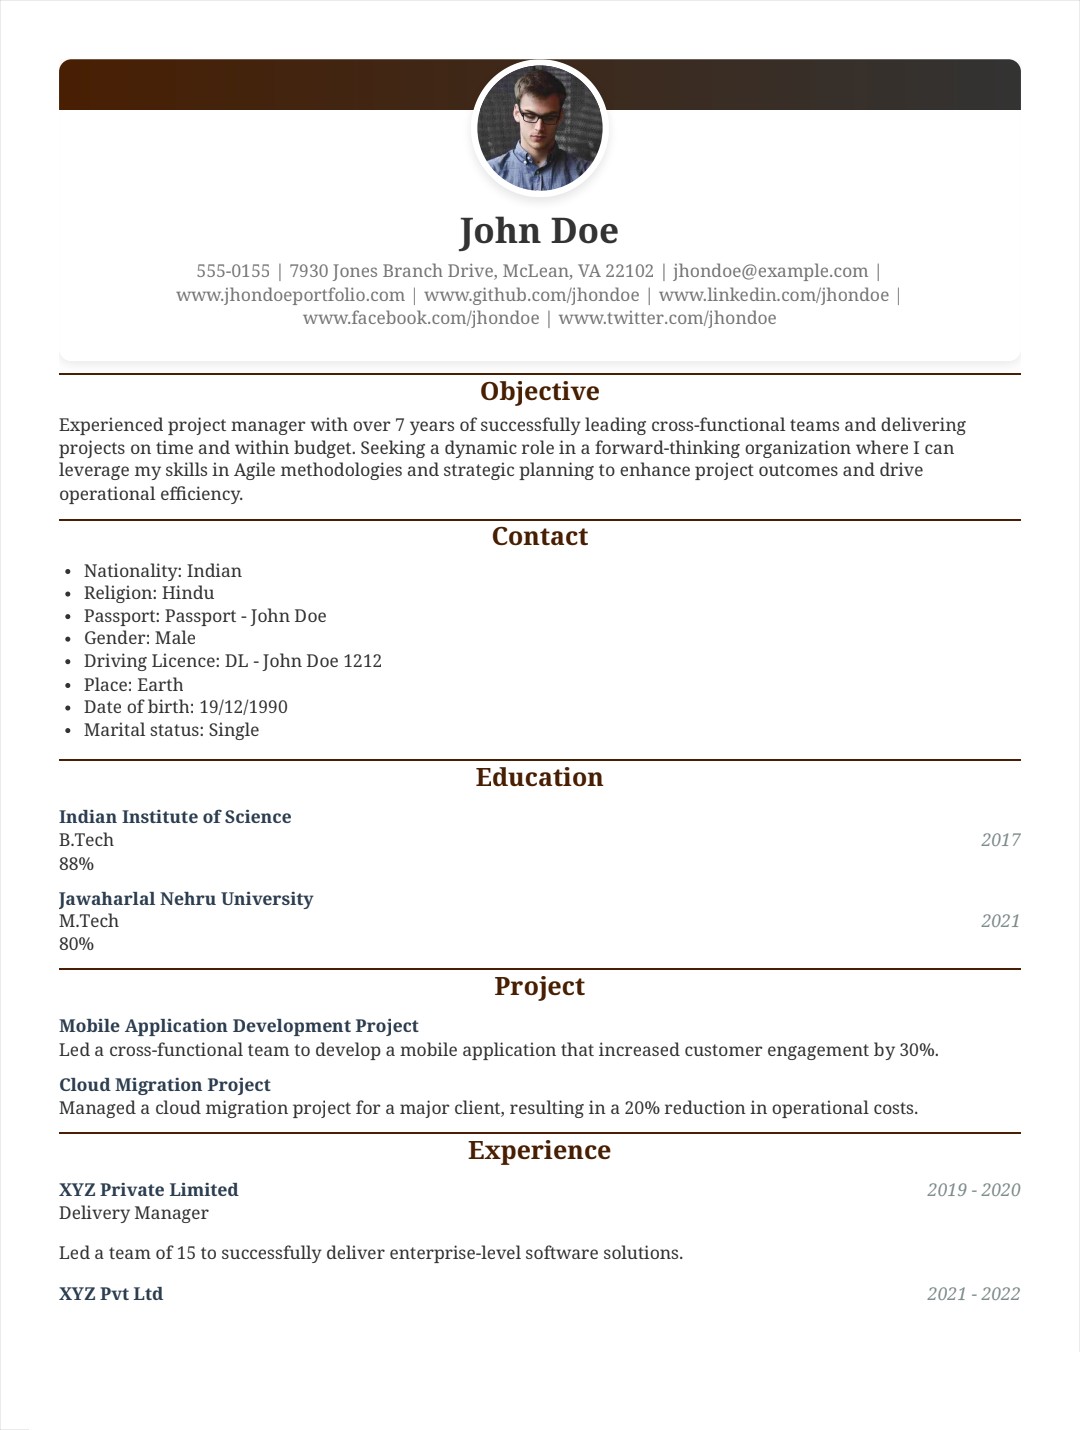 John Doe
555-0155 | 7930 Jones Branch Drive, McLean, VA 22102 | jhondoe@example.com |
www.jhondoeportfolio.com | www.github.com/jhondoe | www.linkedin.com/jhondoe |
www.facebook.com/jhondoe | www.twitter.com/jhondoe
Objective
Experienced project manager with over 7 years of successfully leading cross-functional teams and delivering
projects on time and within budget. Seeking a dynamic role in a forward-thinking organization where I can
leverage my skills in Agile methodologies and strategic planning to enhance project outcomes and drive
operational efficiency.
Contact
• Nationality: Indian
• Religion: Hindu
• Passport: Passport - John Doe
• Gender: Male
• Driving Licence: DL - John Doe 1212
• Place: Earth
• Date of birth: 19/12/1990
• Marital status: Single
Education
Indian Institute of Science
B.Tech 2017
88%
Jawaharlal Nehru University
M.Tech 2021
80%
Project
Mobile Application Development Project
Led a cross-functional team to develop a mobile application that increased customer engagement by 30%.
Cloud Migration Project
Managed a cloud migration project for a major client, resulting in a 20% reduction in operational costs.
Experience
XYZ Private Limited 2019 - 2020
Delivery Manager
Led a team of 15 to successfully deliver enterprise-level software solutions.
XYZ Pvt Ltd 2021 - 2022